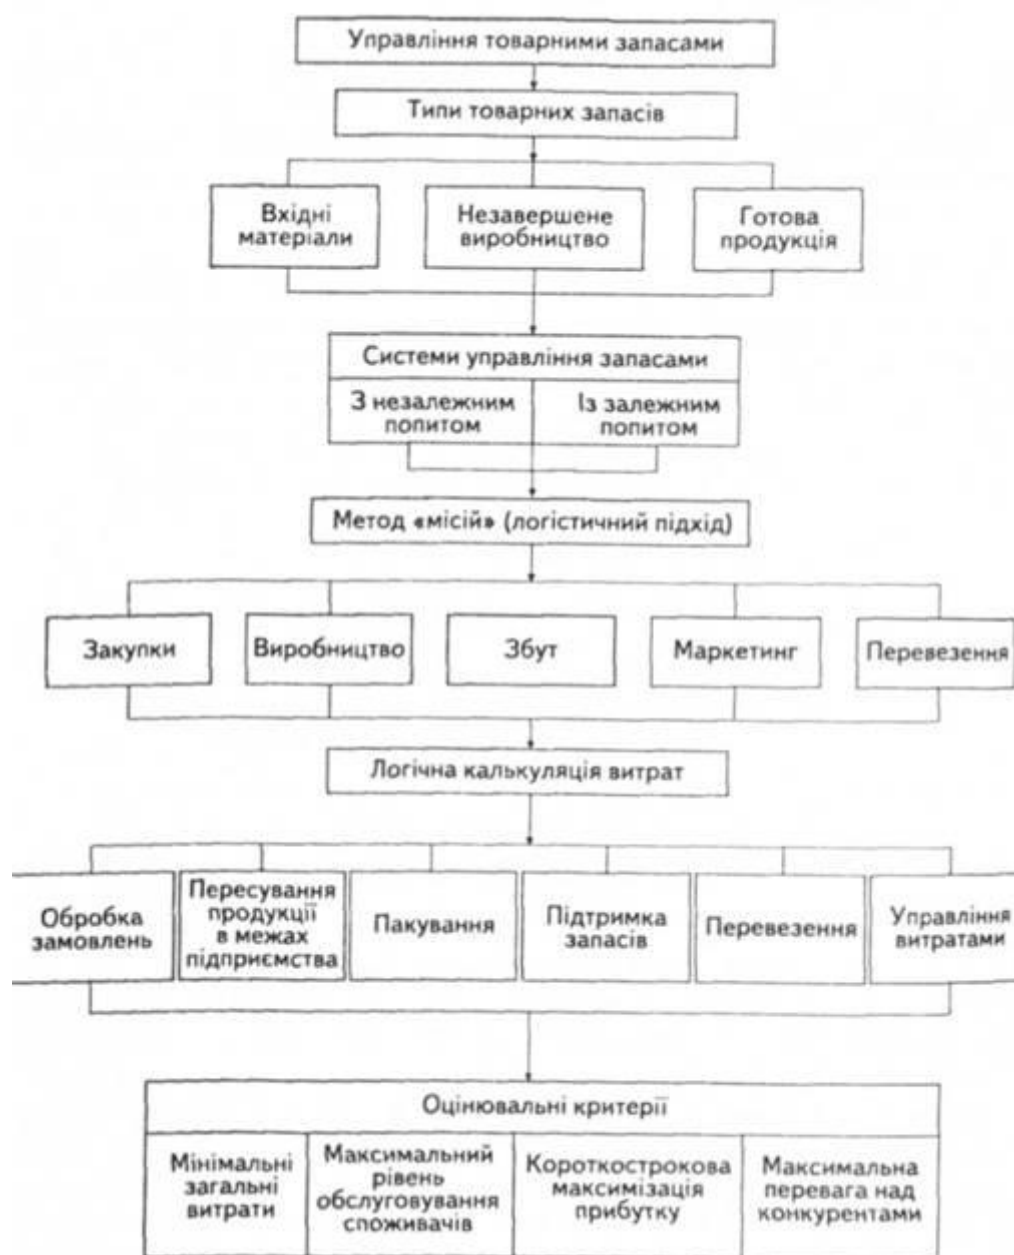 Управління товарними запасами
Типи товарних запасів
Вхідні
матеріали
Незавершене
виробництво
Готова
продукція
Системи управління запасами
З незалежним
попитом
Із залежним
попитом
Метод «місій» (логістичний підхід)
Закупки
Виробництво
Збут
Маркетинг
Перевезення
Логічна калькуляція витрат
Обробка
замовлень
Пересування
продукції
в межах
підприємства
Пакування
Підтримка
запасів
Перевезення
Управління
витратами
Оцінювальні критерії
Мінімальні
загальні
витрати
Максимальний
рівень
обслуговування
споживачів
Короткострокова
максимізація
прибутку
Максимальна
перевага над
конкурентами